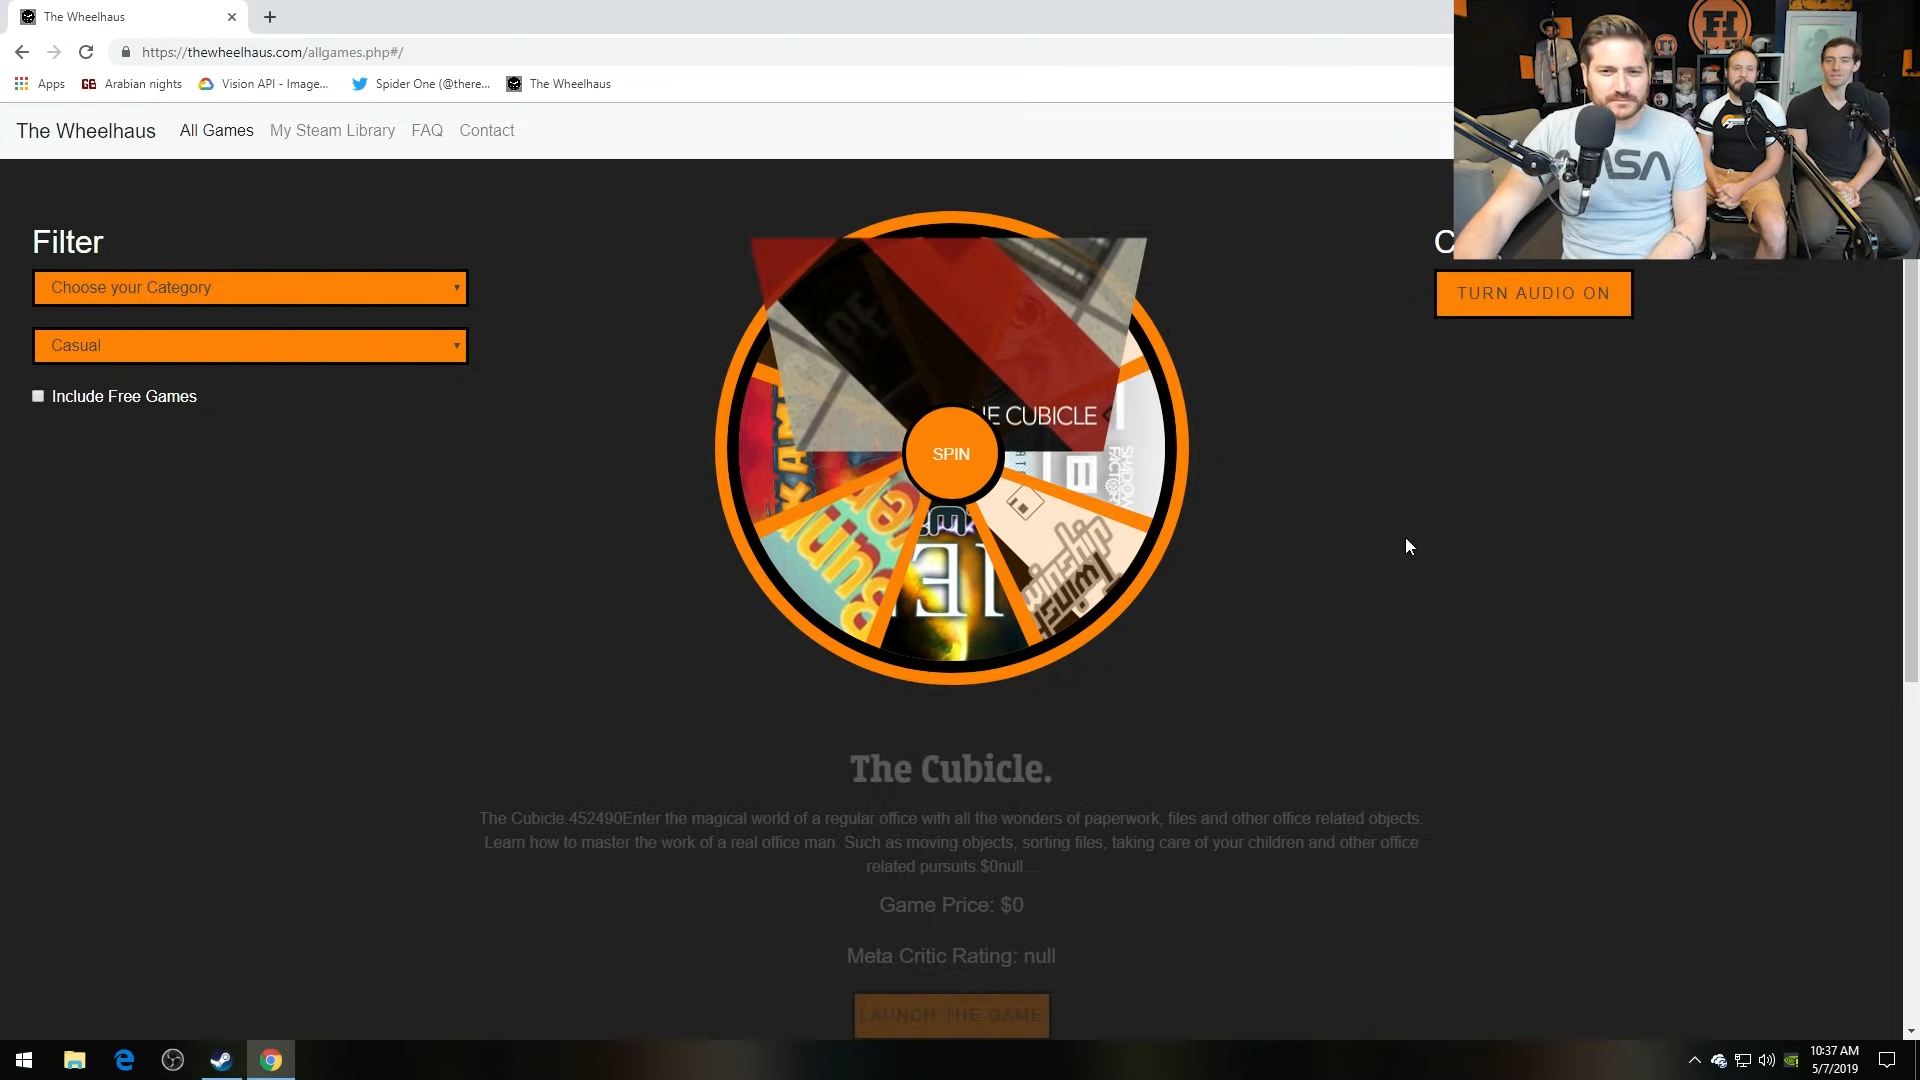 The Wheelhaus
https://thewheelhaus.com/allgames.php#/
Apps
GB Arabian nights
Vision API - Image...
Spider One (@there...
The Wheelhaus
The Wheelhaus
All Games
My Steam Library
FAQ
Contact
Filter
Choose your Category
Casual
Include Free Games
THE CUBICLE
SPIN
SHADOW
FACTORY
C
TURN AUDIO ON
NASA
The Cubicle.
The Cubicle.452490Enter the magical world of a regular office with all the wonders of paperwork, files and other office related objects.
Learn how to master the work of a real office man. Such as moving objects, sorting files, taking care of your children and other office
related pursuits.$0null....
Game Price: $0
Meta Critic Rating: null
LAUNCH THE GAME
10:37 AM
5/7/2019